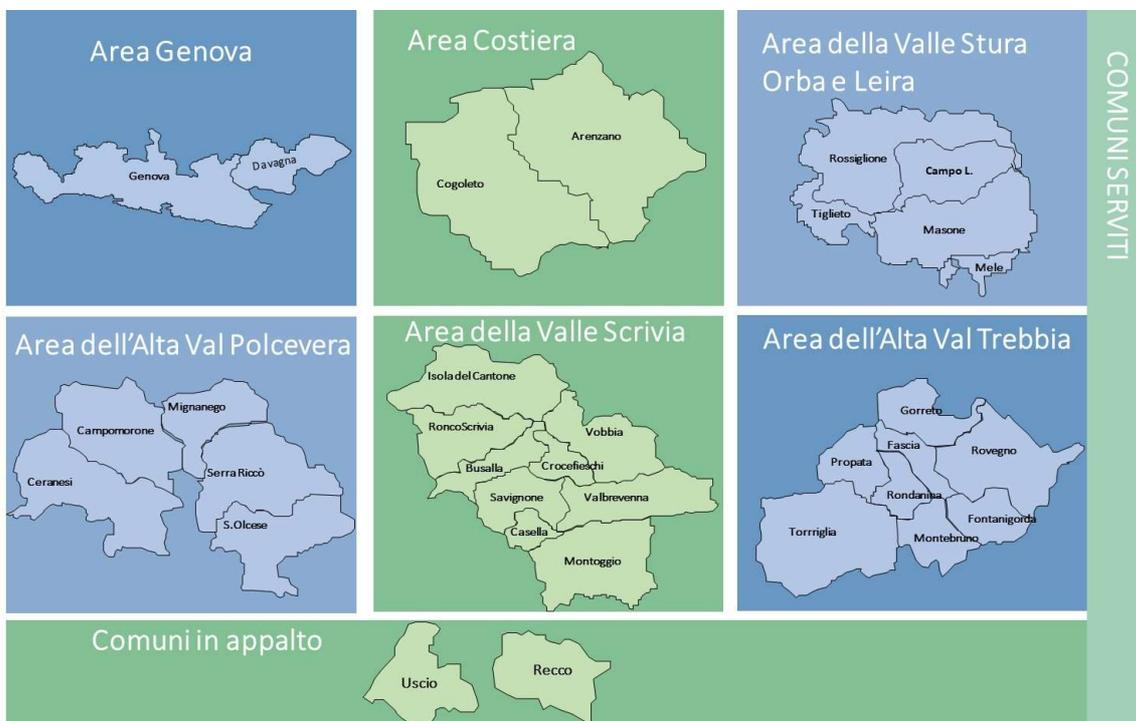 Area Genova
Genova
Davagna
Area Costiera
Arenzano
Cogoleto
Area della Valle Stura
Orba e Leira
Rossiglione
Campo L.
Tiglieto
Masone
Mele
COMUNI SERVITI
Area dell'Alta Val Polcevera
Mignanego
Campomorone
Serra Riccò
Ceranesi
S.Olcese
Area della Valle Scrivia
Isola del Cantone
RoncoScrivia
Vobbia
Busalla
Crocefieschi
Savignone
Valbrevenna
Casella
Montoggio
Area dell'Alta Val Trebbia
Gorreto
Fascia
Rovegno
Propata
Rondanina
Fontanigorda
Torrriglia
Montebruno
Comuni in appalto
Uscio
Recco